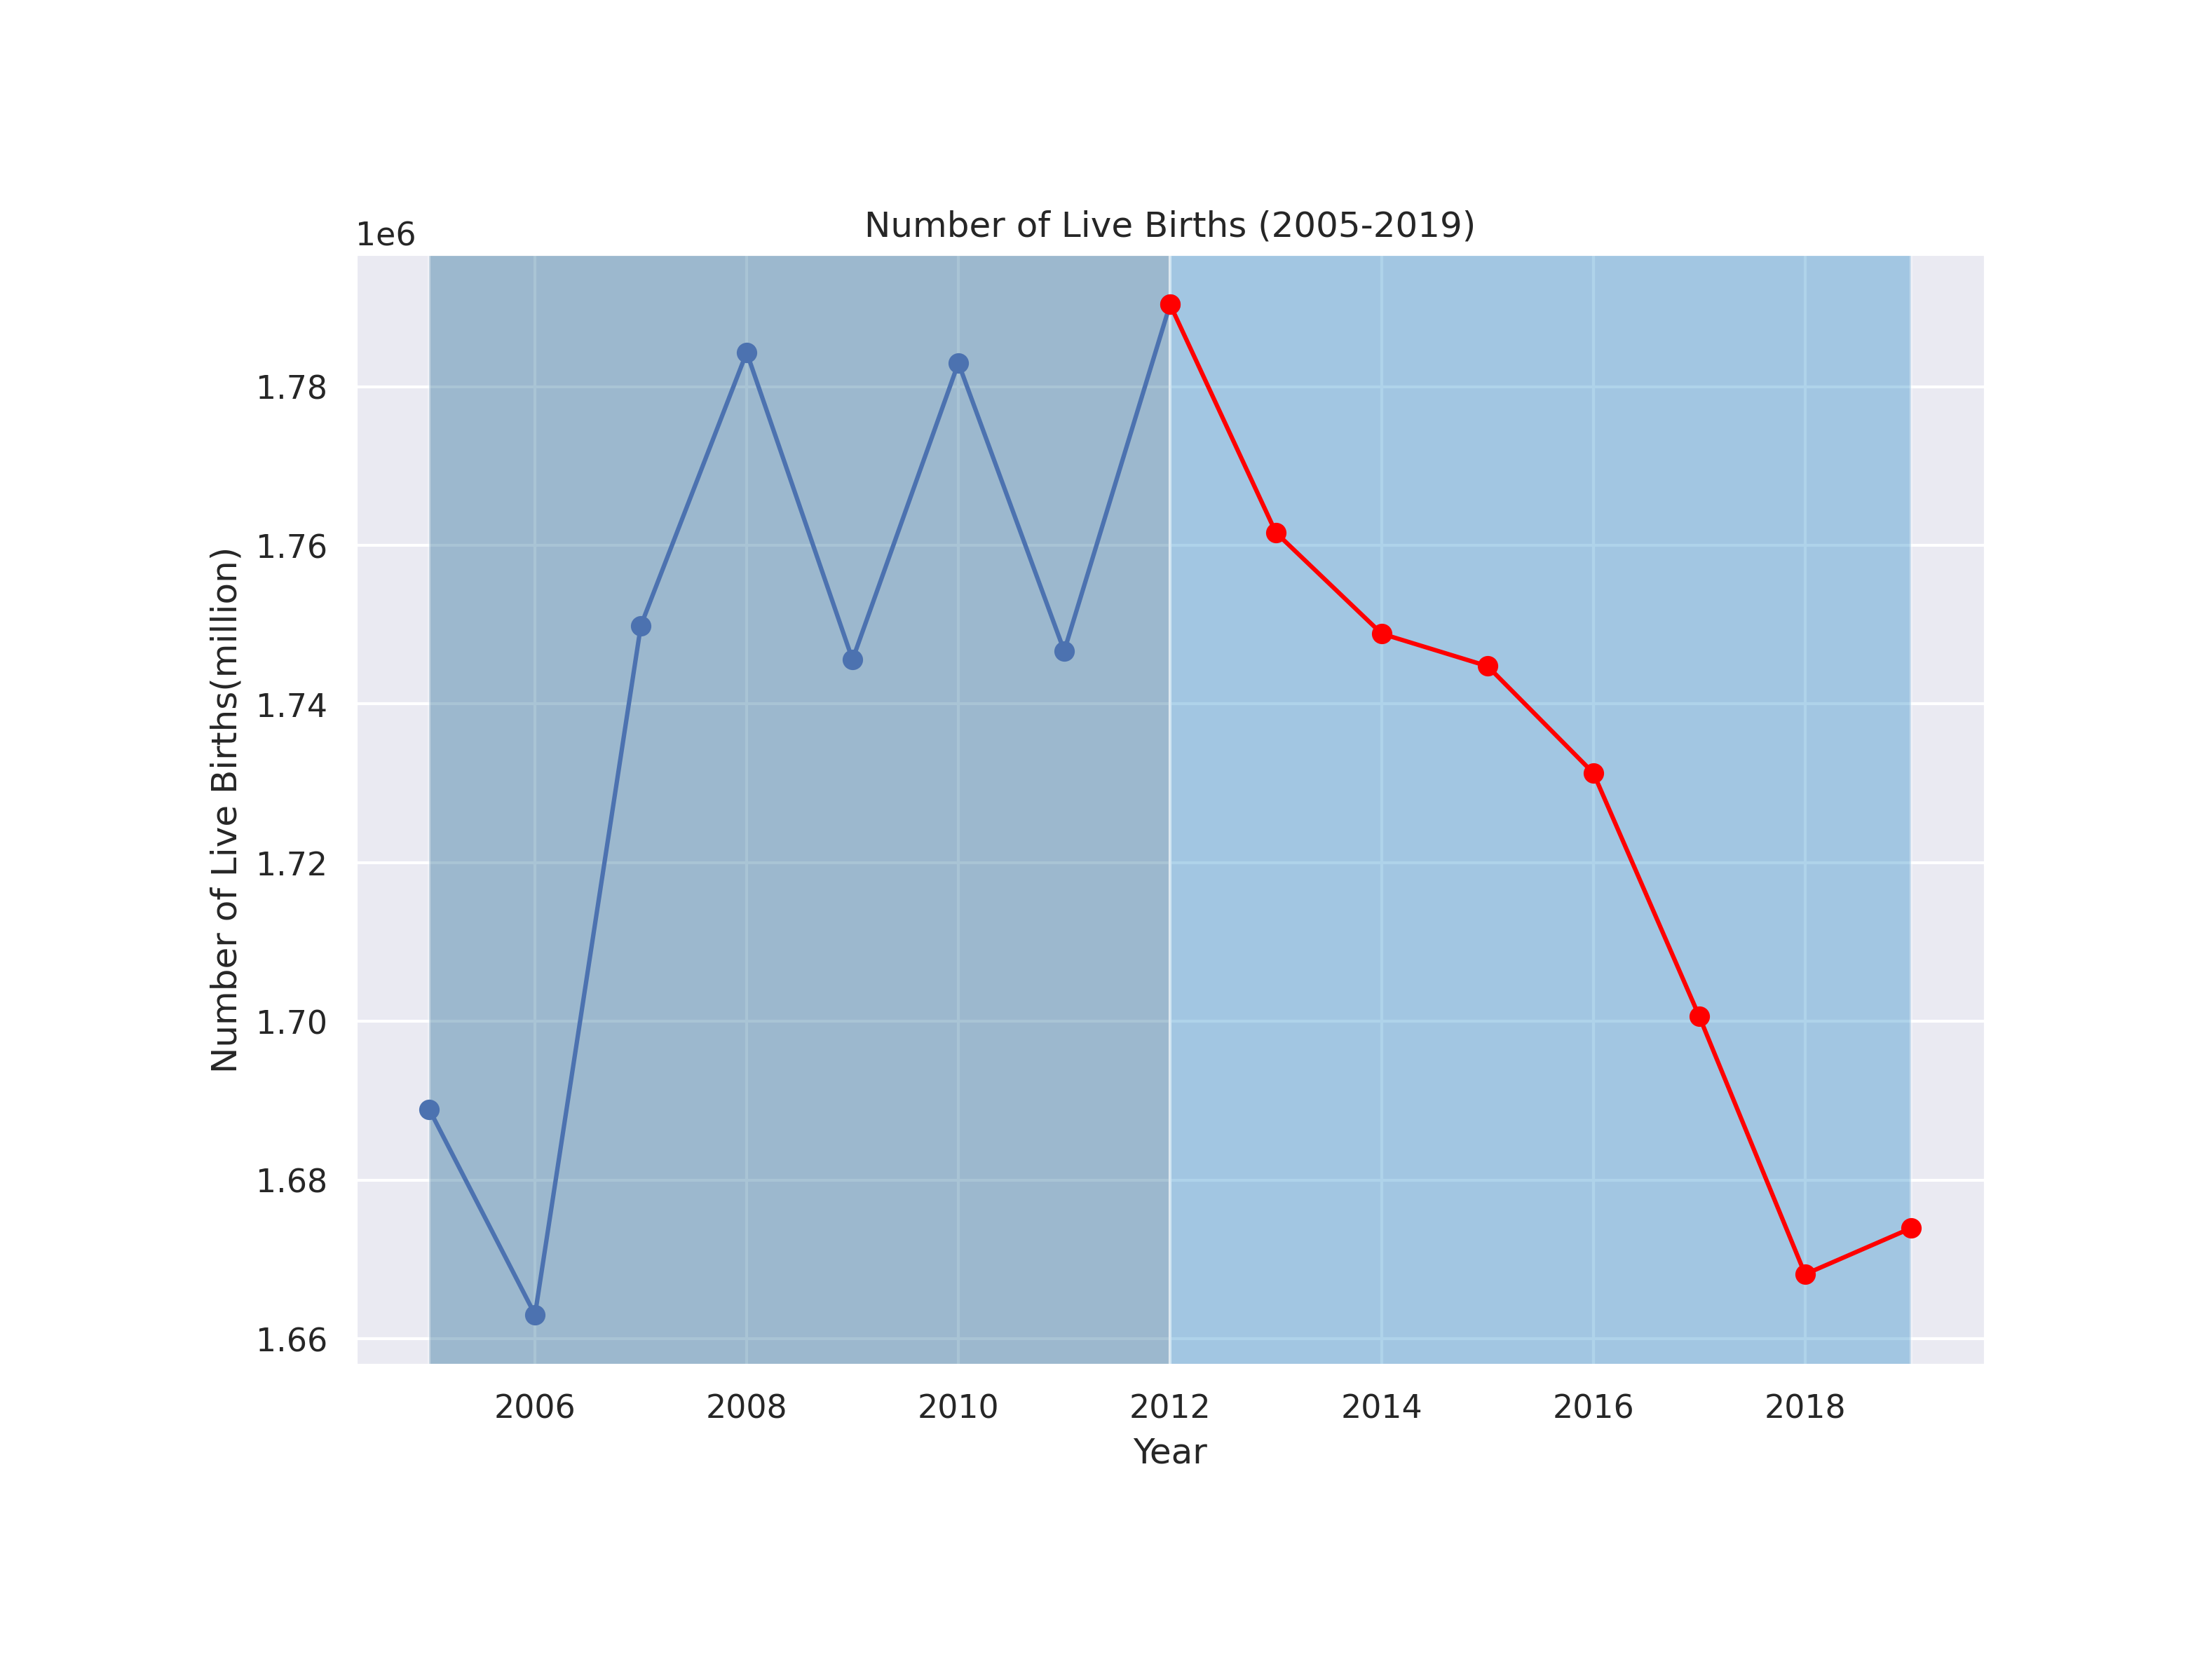 Number of Live Births (2005-2019)
1e6
1.78
1.76
1.74
1.72
1.70
1.68
1.66
Number of Live Births(million)
2006 2008 2010 2012 2014 2016 2018
Year